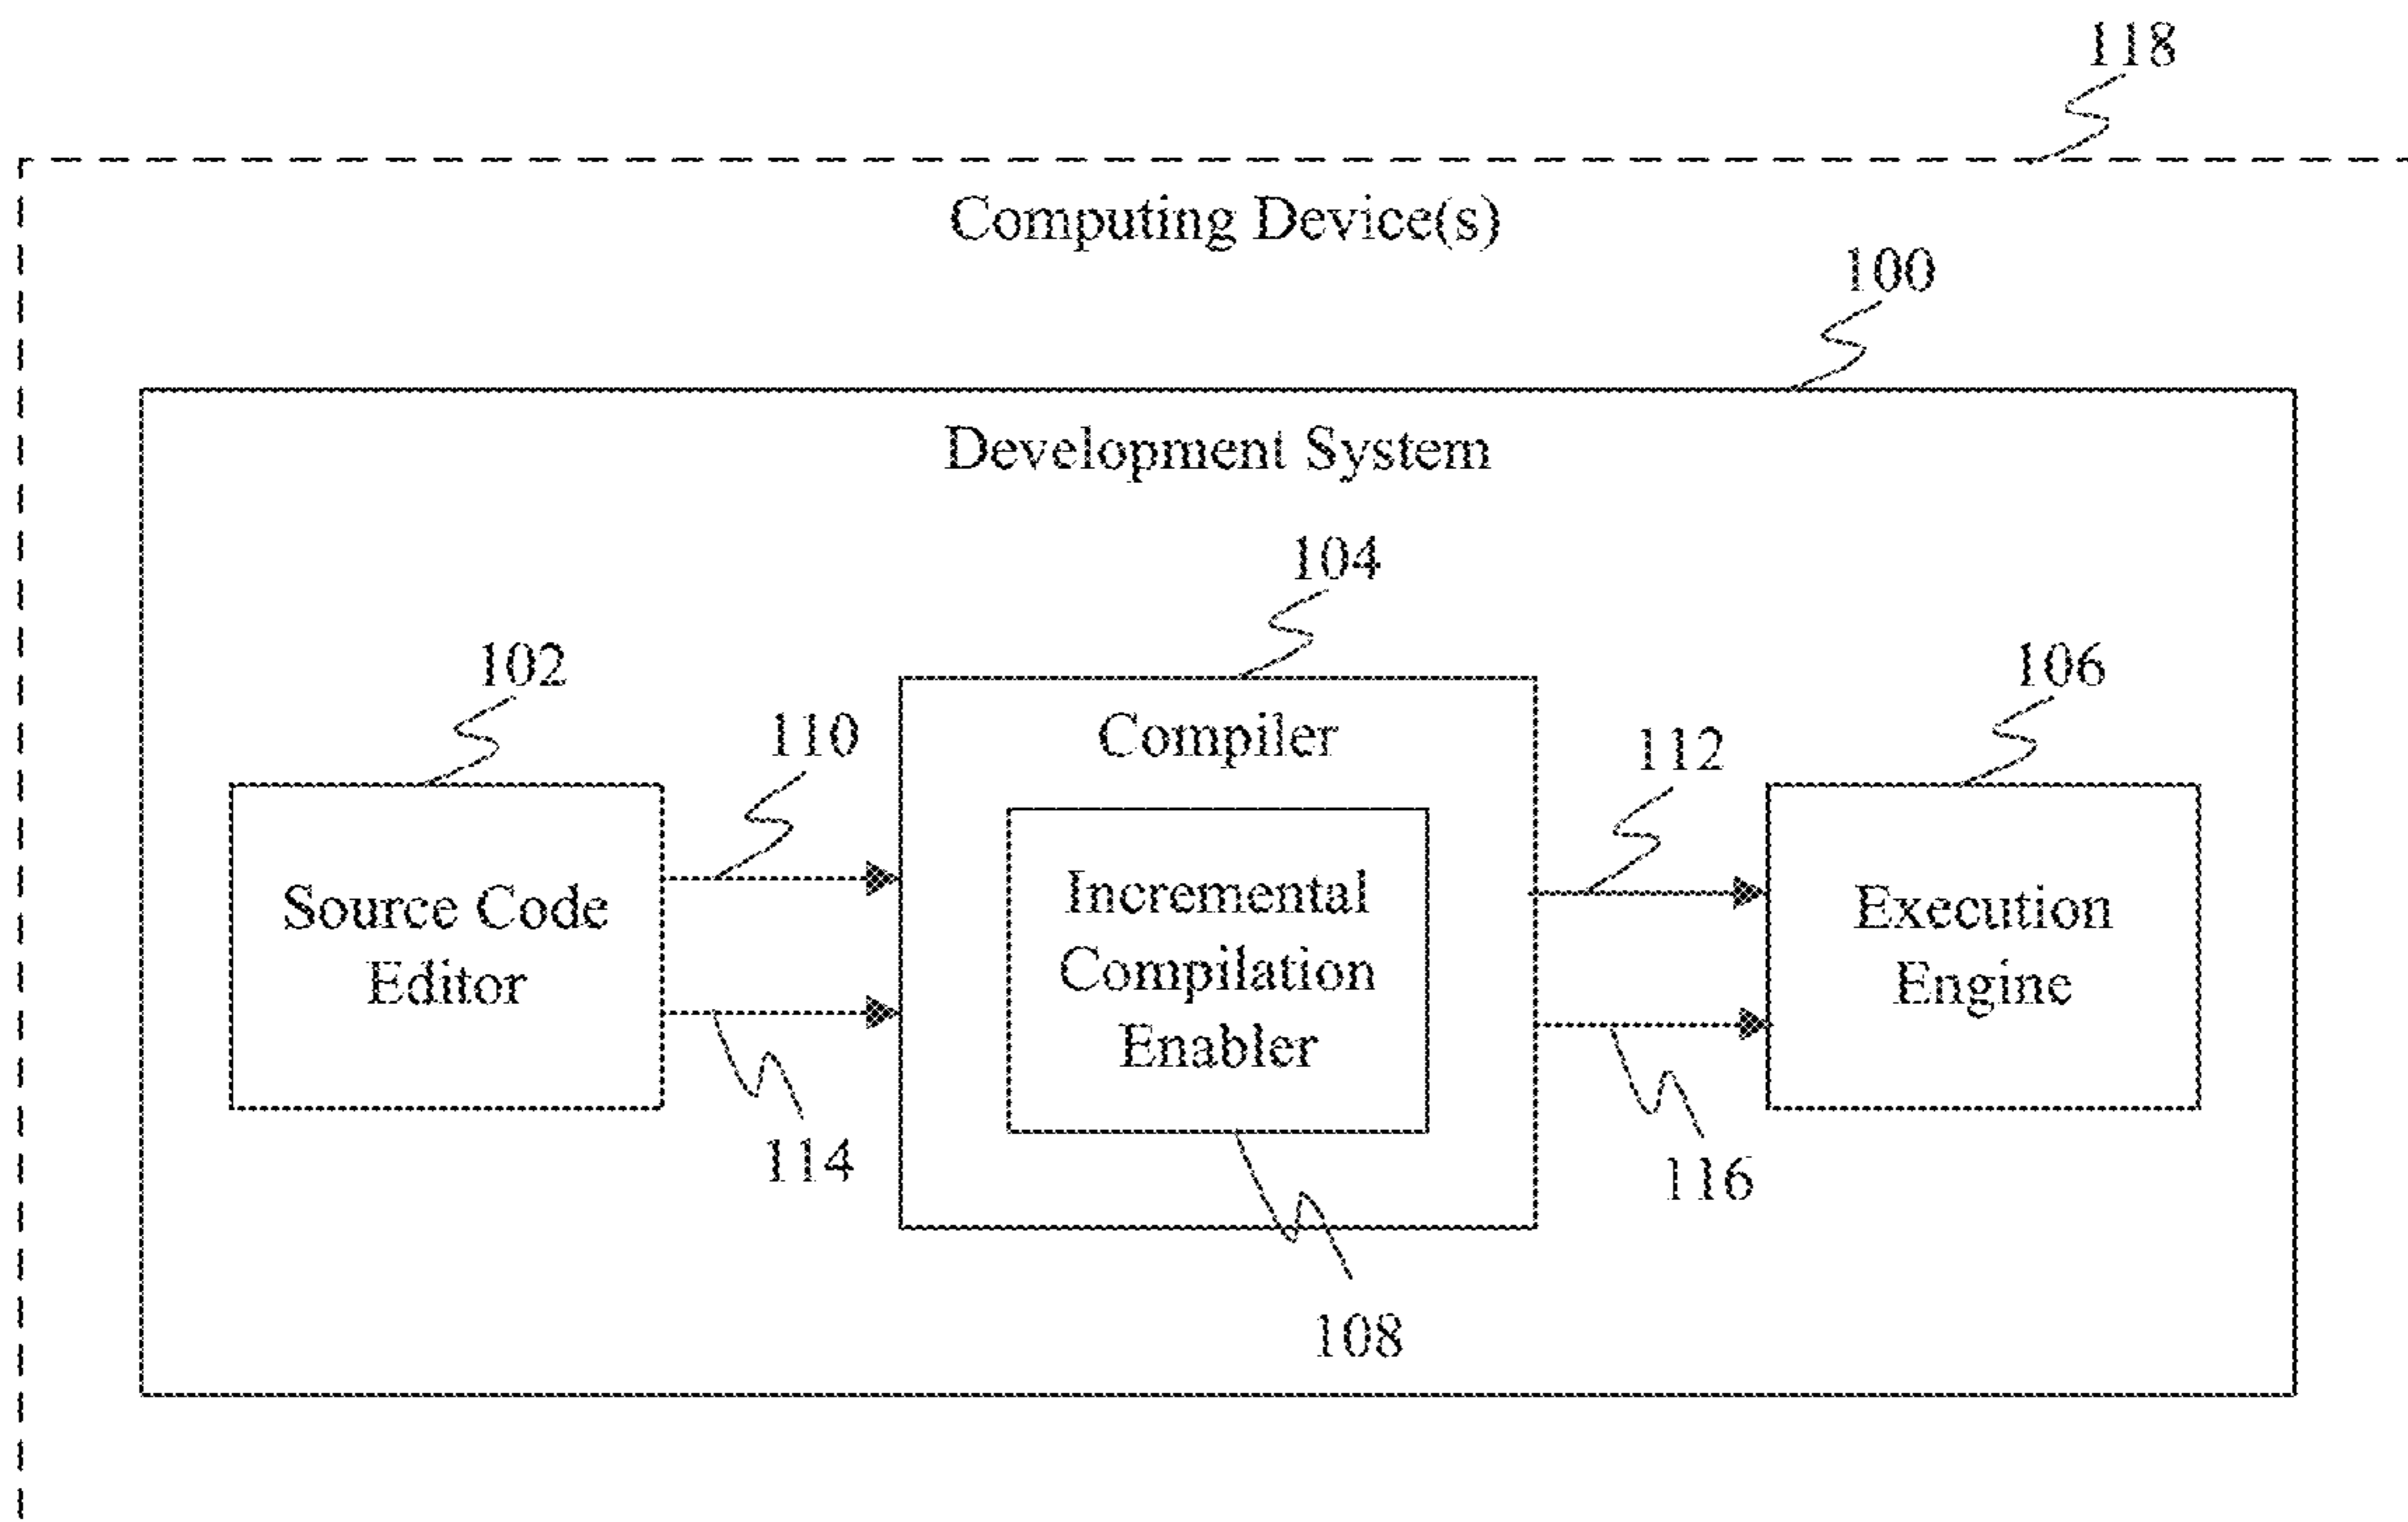 118
Computing Device(s)
100
Development System
104
102
106
110
Compiler
112
Source Code
Editor
Incremental
Compilation
Enabler
Execution
Engine
114
116
108